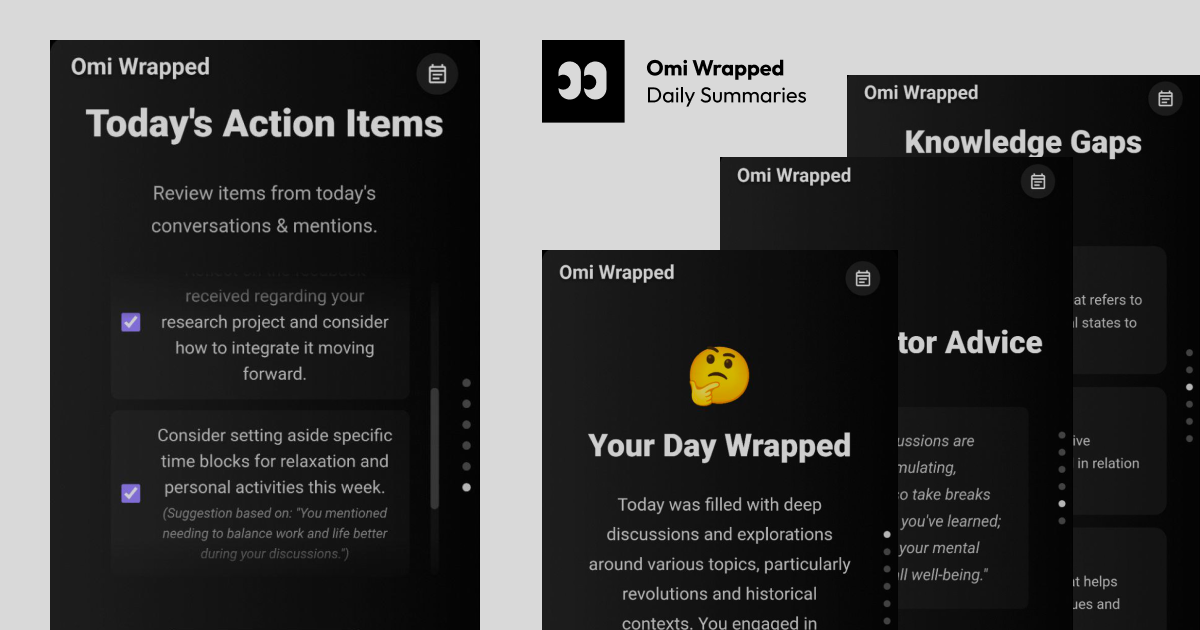 Omi Wrapped
Today's Action Items
Review items from today's
conversations & mentions.
received regarding your
research project and consider
how to integrate it moving
forward.
Consider setting aside specific
time blocks for relaxation and
personal activities this week.
(Suggestion based on: "You mentioned
needing to balance work and life better
during your discussions.")
Omi Wrapped
Daily Summaries
Omi Wrapped
Knowledge Gaps
at refers to
l states to
ive
in relation
t helps
ues and
Omi Wrapped
tor Advice
ussions are
mulating,
o take breaks
you've learned;
your mental
ll well-being."
Omi Wrapped
Your Day Wrapped
Today was filled with deep
discussions and explorations
around various topics, particularly
revolutions and historical
contexts. You engaged in